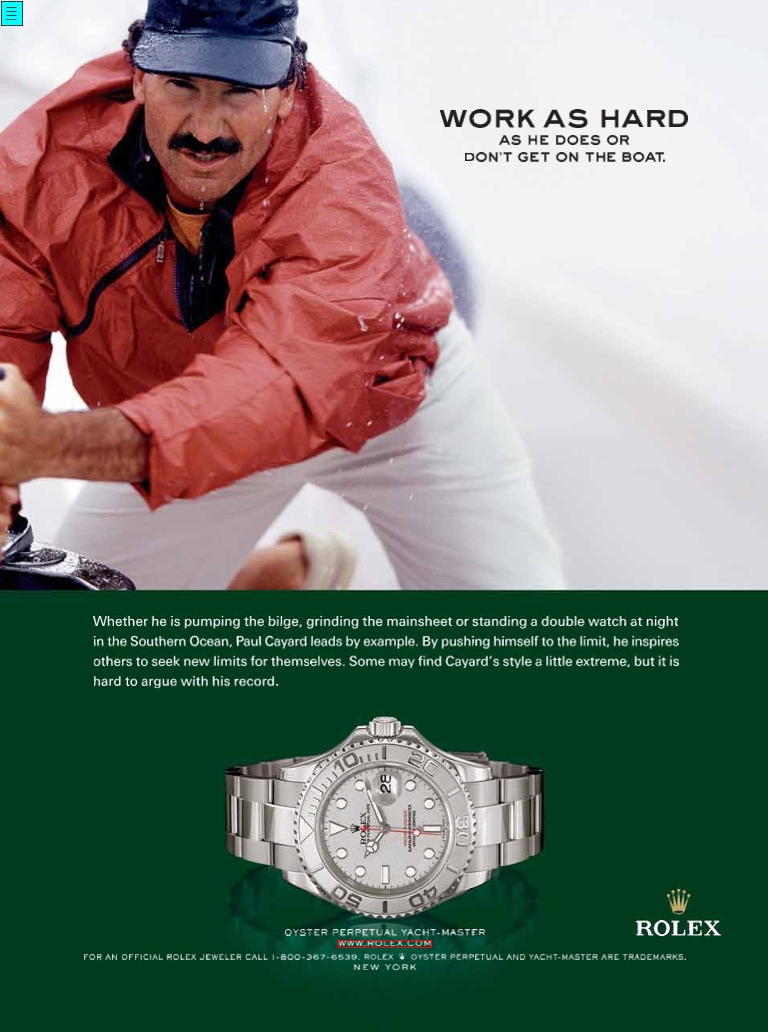 WORK AS HARD
AS HE DOES OR
DON'T GET ON THE BOAT.
Whether he is pumping the bilge, grinding the mainsheet or standing a double watch at night
in the Southern Ocean, Paul Cayard leads by example. By pushing himself to the limit, he inspires
others to seek new limits for themselves. Some may find Cayard's style a little extreme, but it is
hard to argue with his record.
10
20
30
40
50
28
ROLEX
ROLEX
OYSTER PERPETUAL YACHT-MASTER
WWW.ROLEX.COM
FOR AN OFFICIAL ROLEX JEWELER CALL 1-800-367-6539. ROLEX OYSTER PERPETUAL AND YACHT-MASTER ARE TRADEMARKS.
NEW YORK